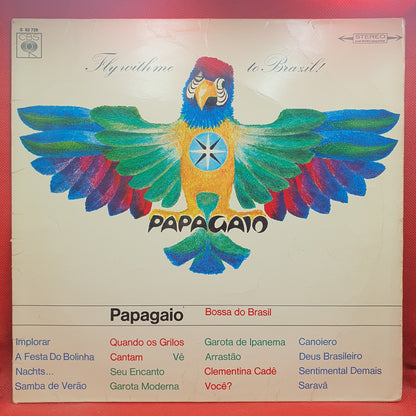 S 62 728
CBS
STEREO
Fly with me to Brazil!
PAPAGAIO
Papagaio Bossa do Brasil
Implorar
A Festa Do Bolinha
Nachts...
Samba de Verão
Quando os Grilos
Cantam Vê
Seu Encanto
Garota Moderna
Garota de Ipanema
Arrastão
Clementina Cadê
Você?
Canoiero
Deus Brasileiro
Sentimental Demais
Saravá